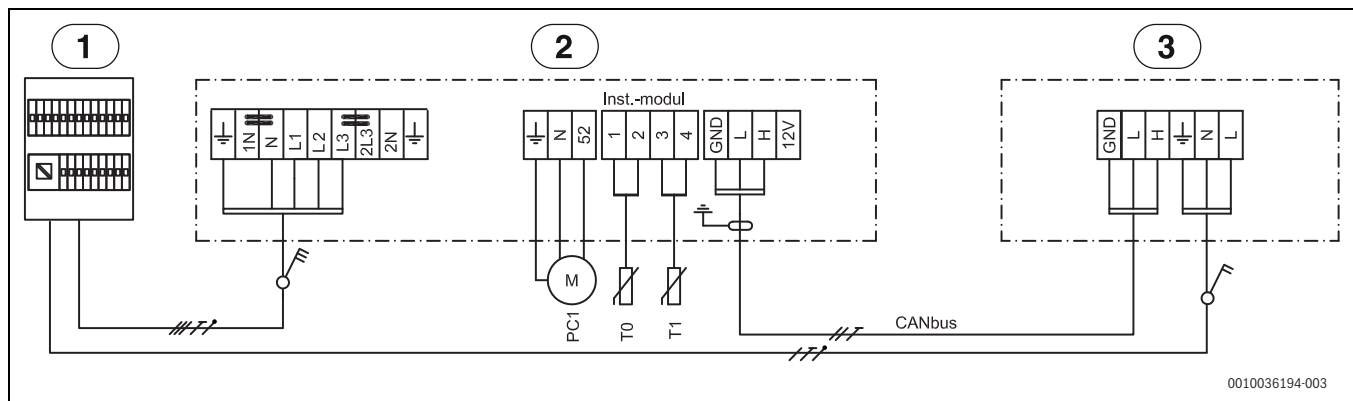 1
2
3
Inst.-modul
1N
N
L1
L2
L3
2L3
2N
N
52
1
2
3
4
GND
L
H
12V
GND
L
H
N
L
M
PC1
T0
T1
CANbus
0010036194-003